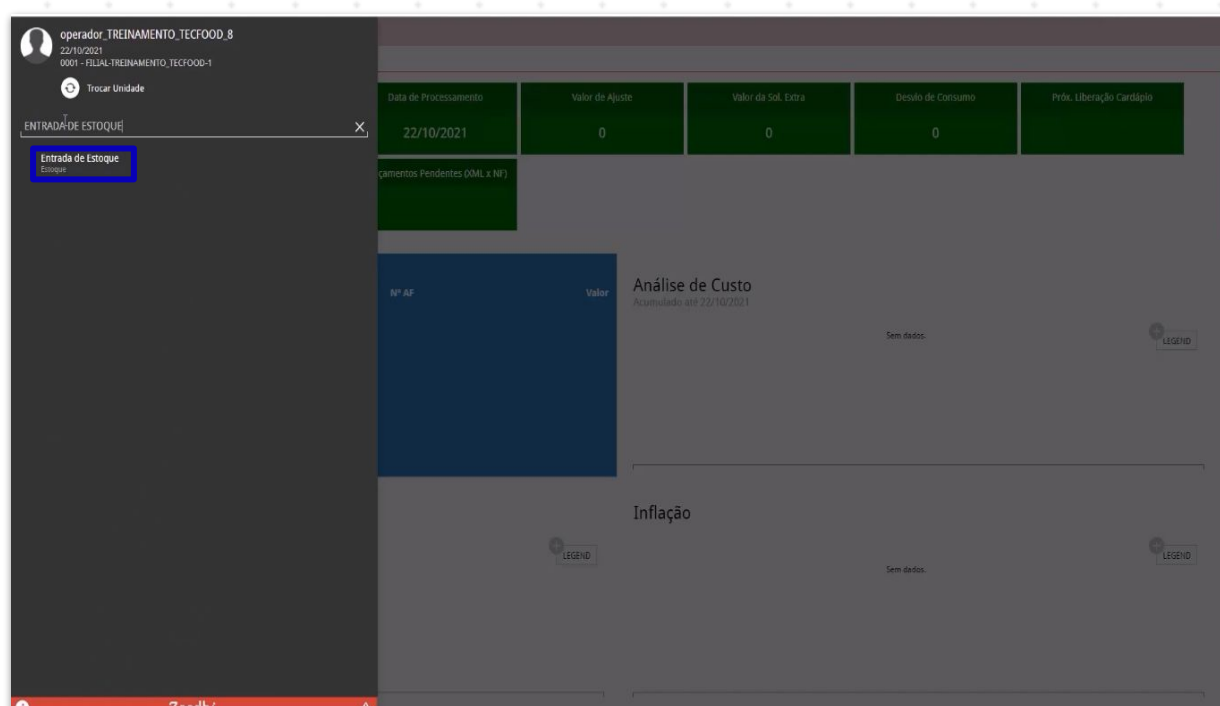 operador_TREINAMENTO_TECFOOD_8
22/10/2021
0001 - FILIAL-TREINAMENTO_TECFOOD-1
Trocar Unidade
ENTRADA DE ESTOQUE
Entrada de Estoque
Estoque
Data de Processamento
22/10/2021
Valor de Ajuste
0
Valor da Sol. Extra
0
Desvio de Consumo
0
Próx. Liberação Cardápio
çamentos Pendentes (XML x NF)
Nº AF
Valor
Análise de Custo
Acumulado até 22/10/2021
Sem dados.
LEGEND
LEGEND
Inflação
Sem dados.
LEGEND